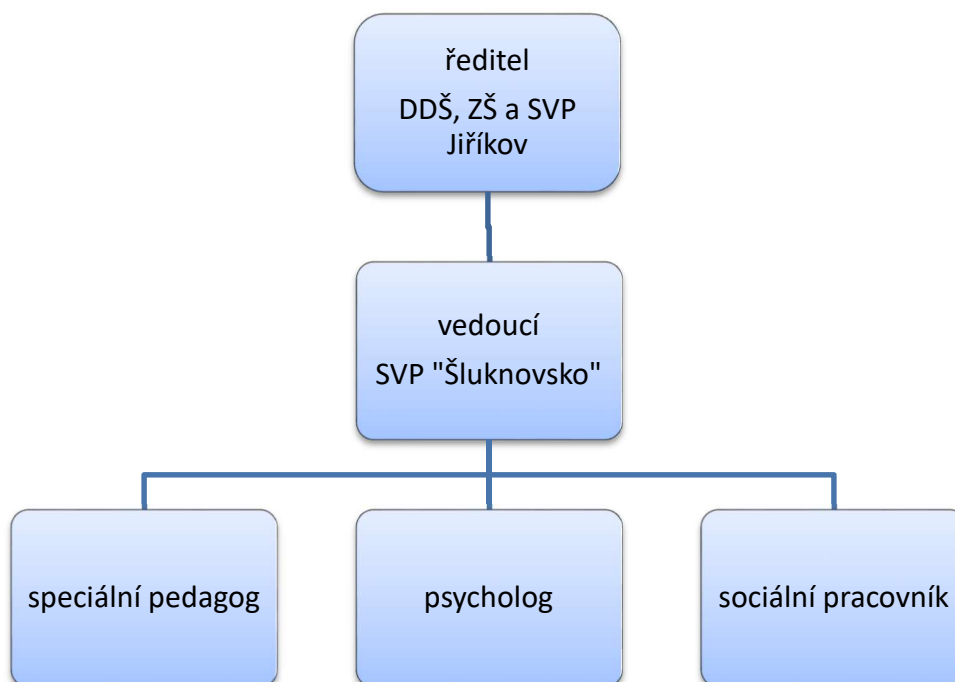 ředitel
DDŠ, ZŠ a SVP
Jiříkov
vedoucí
SVP "Šluknovsko"
speciální pedagog
psycholog
sociální pracovník